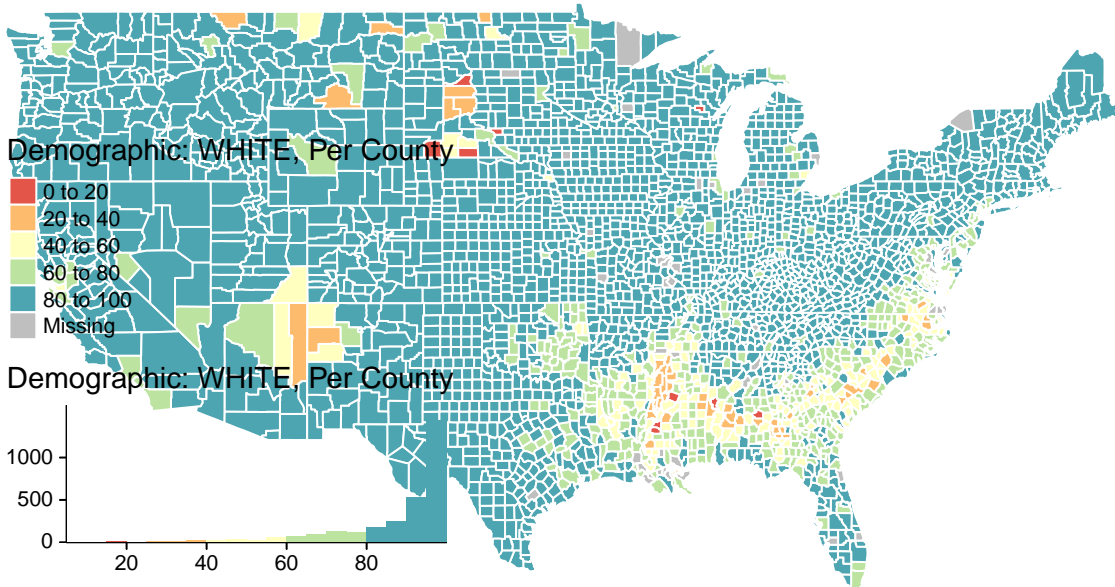 Demographic: WHITE, Per County
0 to 20
20 to 40
40 to 60
60 to 80
80 to 100
Missing
Demographic: WHITE, Per County
1000
500
0
20 40 60 80